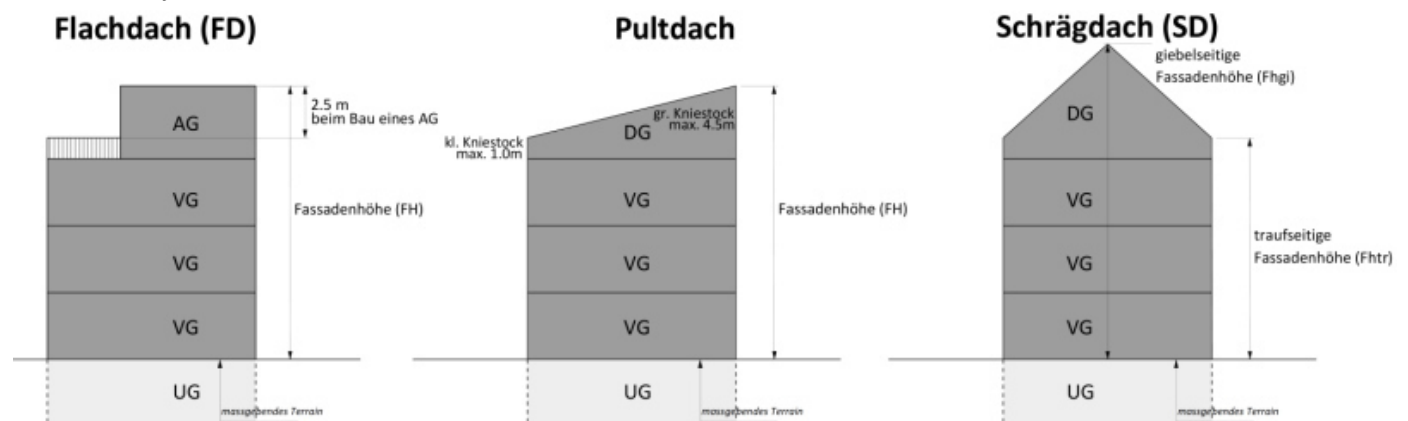 Flachdach (FD)
AG
2.5 m
beim Bau eines AG
VG
Fassadenhöhe (FH)
VG
VG
UG
massgebendes Terrain
Pultdach
gr. Kniestock
max. 4.5m
DG
kl. Kniestock
max. 1.0m
VG
Fassadenhöhe (FH)
VG
VG
UG
massgebendes Terrain
Schrägdach (SD)
giebelseitige
Fassadenhöhe (Fhgi)
DG
VG
traufseitige
Fassadenhöhe (Fhtr)
VG
VG
UG
massgebendes Terrain